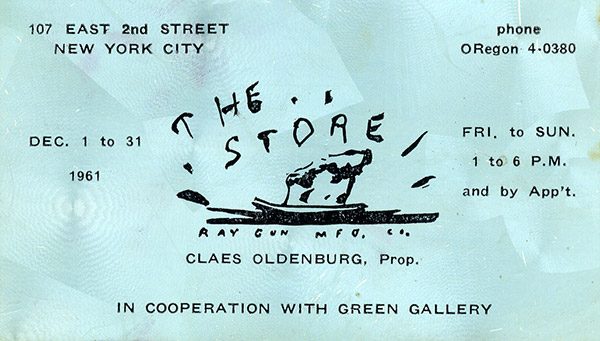 107 EAST 2nd STREET
NEW YORK CITY
phone
ORegon 4-0380
THE
STORE
DEC. 1 to 31
1961
FRI. to SUN.
1 to 6 P.M.
and by App't.
RAY GUN MFG. CO.
CLAES OLDENBURG, Prop.
IN COOPERATION WITH GREEN GALLERY